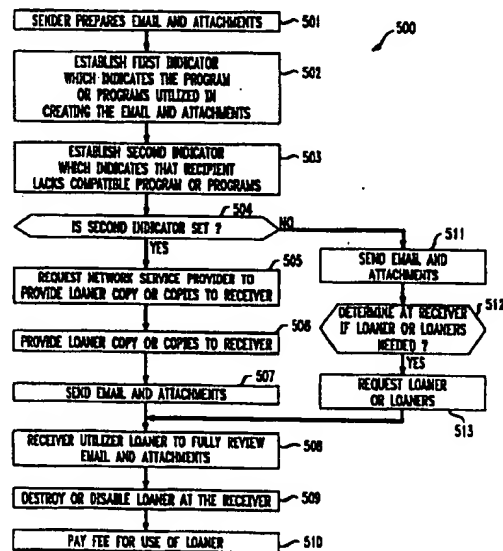 SENDER PREPARES EMAIL AND ATTACHMENTS
501
500
ESTABLISH FIRST INDICATOR
WHICH INDICATES THE PROGRAM
OR PROGRAMS UTILIZED IN
CREATING THE EMAIL AND ATTACHMENTS
502
ESTABLISH SECOND INDICATOR
WHICH INDICATES THAT RECIPIENT
LACKS COMPATIBLE PROGRAM OR PROGRAMS
503
504
IS SECOND INDICATOR SET ?
NO
YES
511
SEND EMAIL AND
ATTACHMENTS
REQUEST NETWORK SERVICE PROVIDER TO
PROVIDE LOANER COPY OR COPIES TO RECEIVER
505
512
DETERMINE AT RECEIVER
IF LOANER OR LOANERS
NEEDED ?
PROVIDE LOANER COPY OR COPIES TO RECEIVER
506
YES
507
SEND EMAIL AND ATTACHMENTS
REQUEST LOANER
OR LOANERS
513
RECEIVER UTILIZER LOANER TO FULLY REVIEW
EMAIL AND ATTACHMENTS
508
DESTROY OR DISABLE LOANER AT THE RECEIVER
509
PAY FEE FOR USE OF LOANER
510